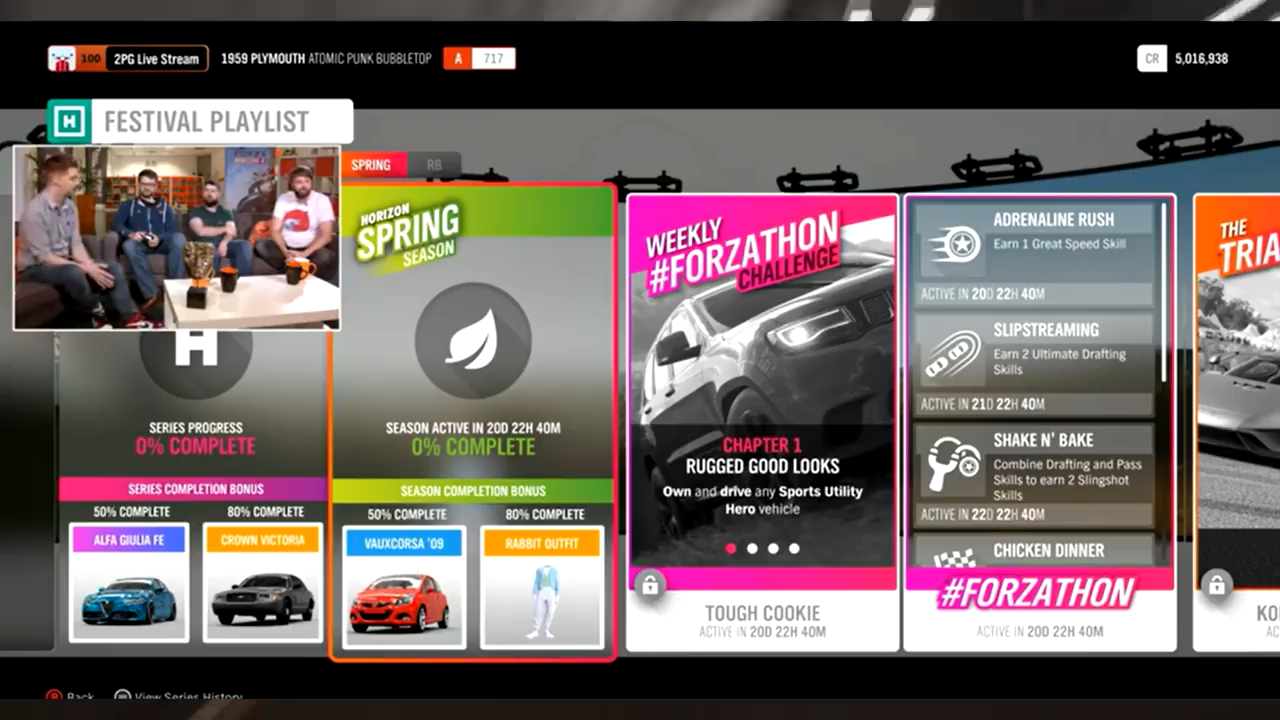 100 2PG Live Stream 1959 PLYMOUTH ATOMIC PUNK BUBBLETOP A 717
CR 5,016,938
H FESTIVAL PLAYLIST
SPRING RB
HORIZON
SPRING
SEASON
H
SERIES PROGRESS
0% COMPLETE
SERIES COMPLETION BONUS
50% COMPLETE 80% COMPLETE
ALFA GIULIA FE CROWN VICTORIA
SEASON ACTIVE IN 20D 22H 40M
0% COMPLETE
SEASON COMPLETION BONUS
50% COMPLETE 80% COMPLETE
VAUXCORSA '09 RABBIT OUTFIT
WEEKLY
#FORZATHON
CHALLENGE
CHAPTER 1
RUGGED GOOD LOOKS
Own and drive any Sports Utility
Hero vehicle
TOUGH COOKIE
ACTIVE IN 20D 22H 40M
ADRENALINE RUSH
Earn 1 Great Speed Skill
ACTIVE IN 20D 22H 40M
SLIPSTREAMING
Earn 2 Ultimate Drafting
Skills
ACTIVE IN 21D 22H 40M
SHAKE N' BAKE
Combine Drafting and Pass
Skills to earn 2 Slingshot
Skills
ACTIVE IN 22D 22H 40M
CHICKEN DINNER
#FORZATHON
ACTIVE IN 20D 22H 40M
THE
TRIA
KO
AC
B Back View Series History